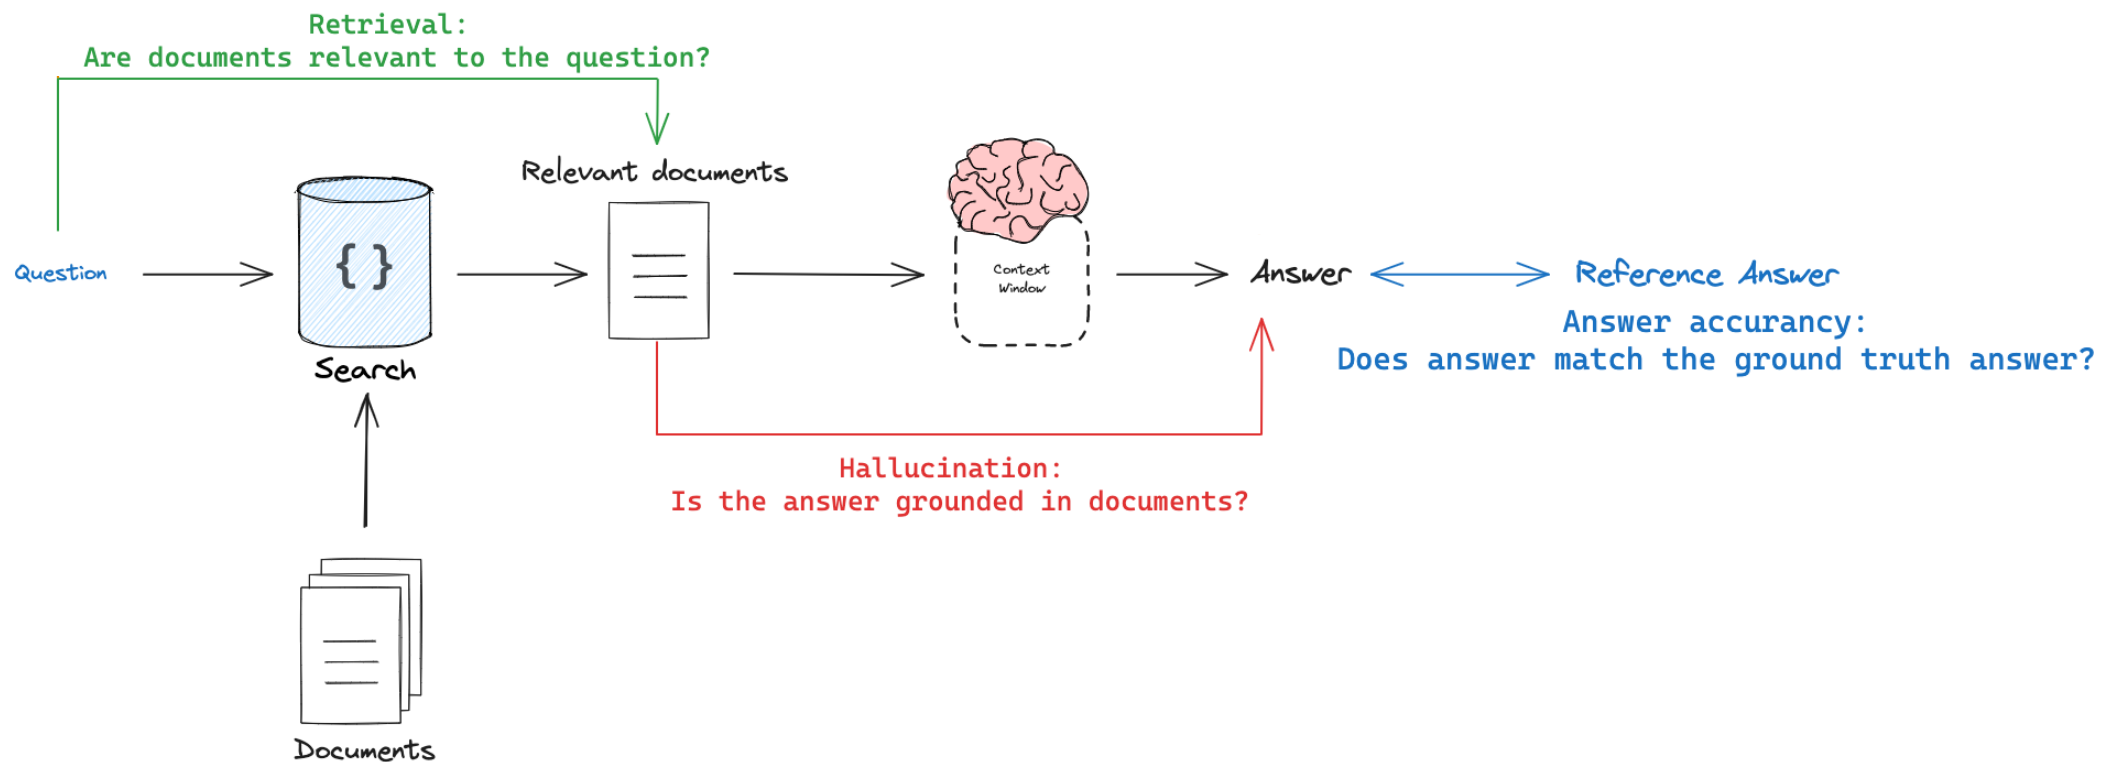 Retrieval:
Are documents relevant to the question?
Relevant documents
Question
{}
Context
Window
Answer
Reference Answer
Answer accurancy:
Does answer match the ground truth answer?
Search
Hallucination:
Is the answer grounded in documents?
Documents